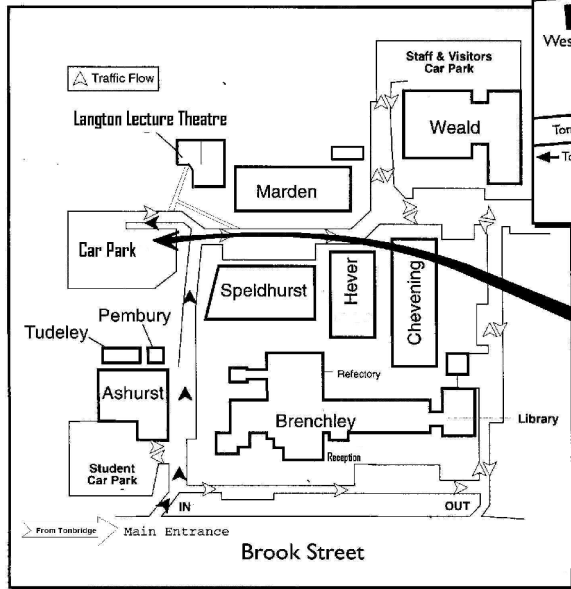 Staff & Visitors
Car Park
Wes
Traffic Flow
Langton Lecture Theatre
Weald
Marden
Car Park
Speldhurst
Hever
Chevening
Pembury
Tudeley
Ashurst
Refectory
Brenchley
Library
Reception
Student
Car Park
IN
OUT
From Tonbridge
Main Entrance
Brook Street